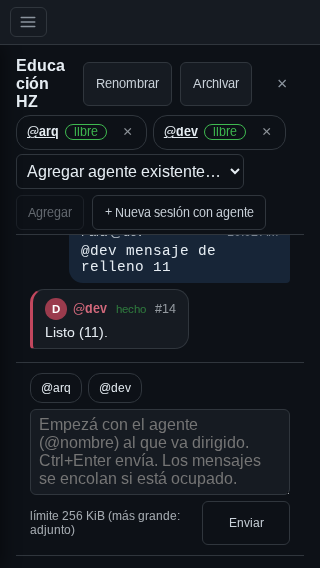 Educa
ción
HZ
Renombrar
Archivar
×
@arq libre ×
@dev libre ×
Agregar agente existente…
Agregar
+ Nueva sesión con agente
@dev mensaje de
relleno 11
D @dev hecho #14
Listo (11).
@arq
@dev
Empezá con el agente
(@nombre) al que va dirigido.
Ctrl+Enter envía. Los mensajes
se encolan si está ocupado.
límite 256 KiB (más grande:
adjunto)
Enviar